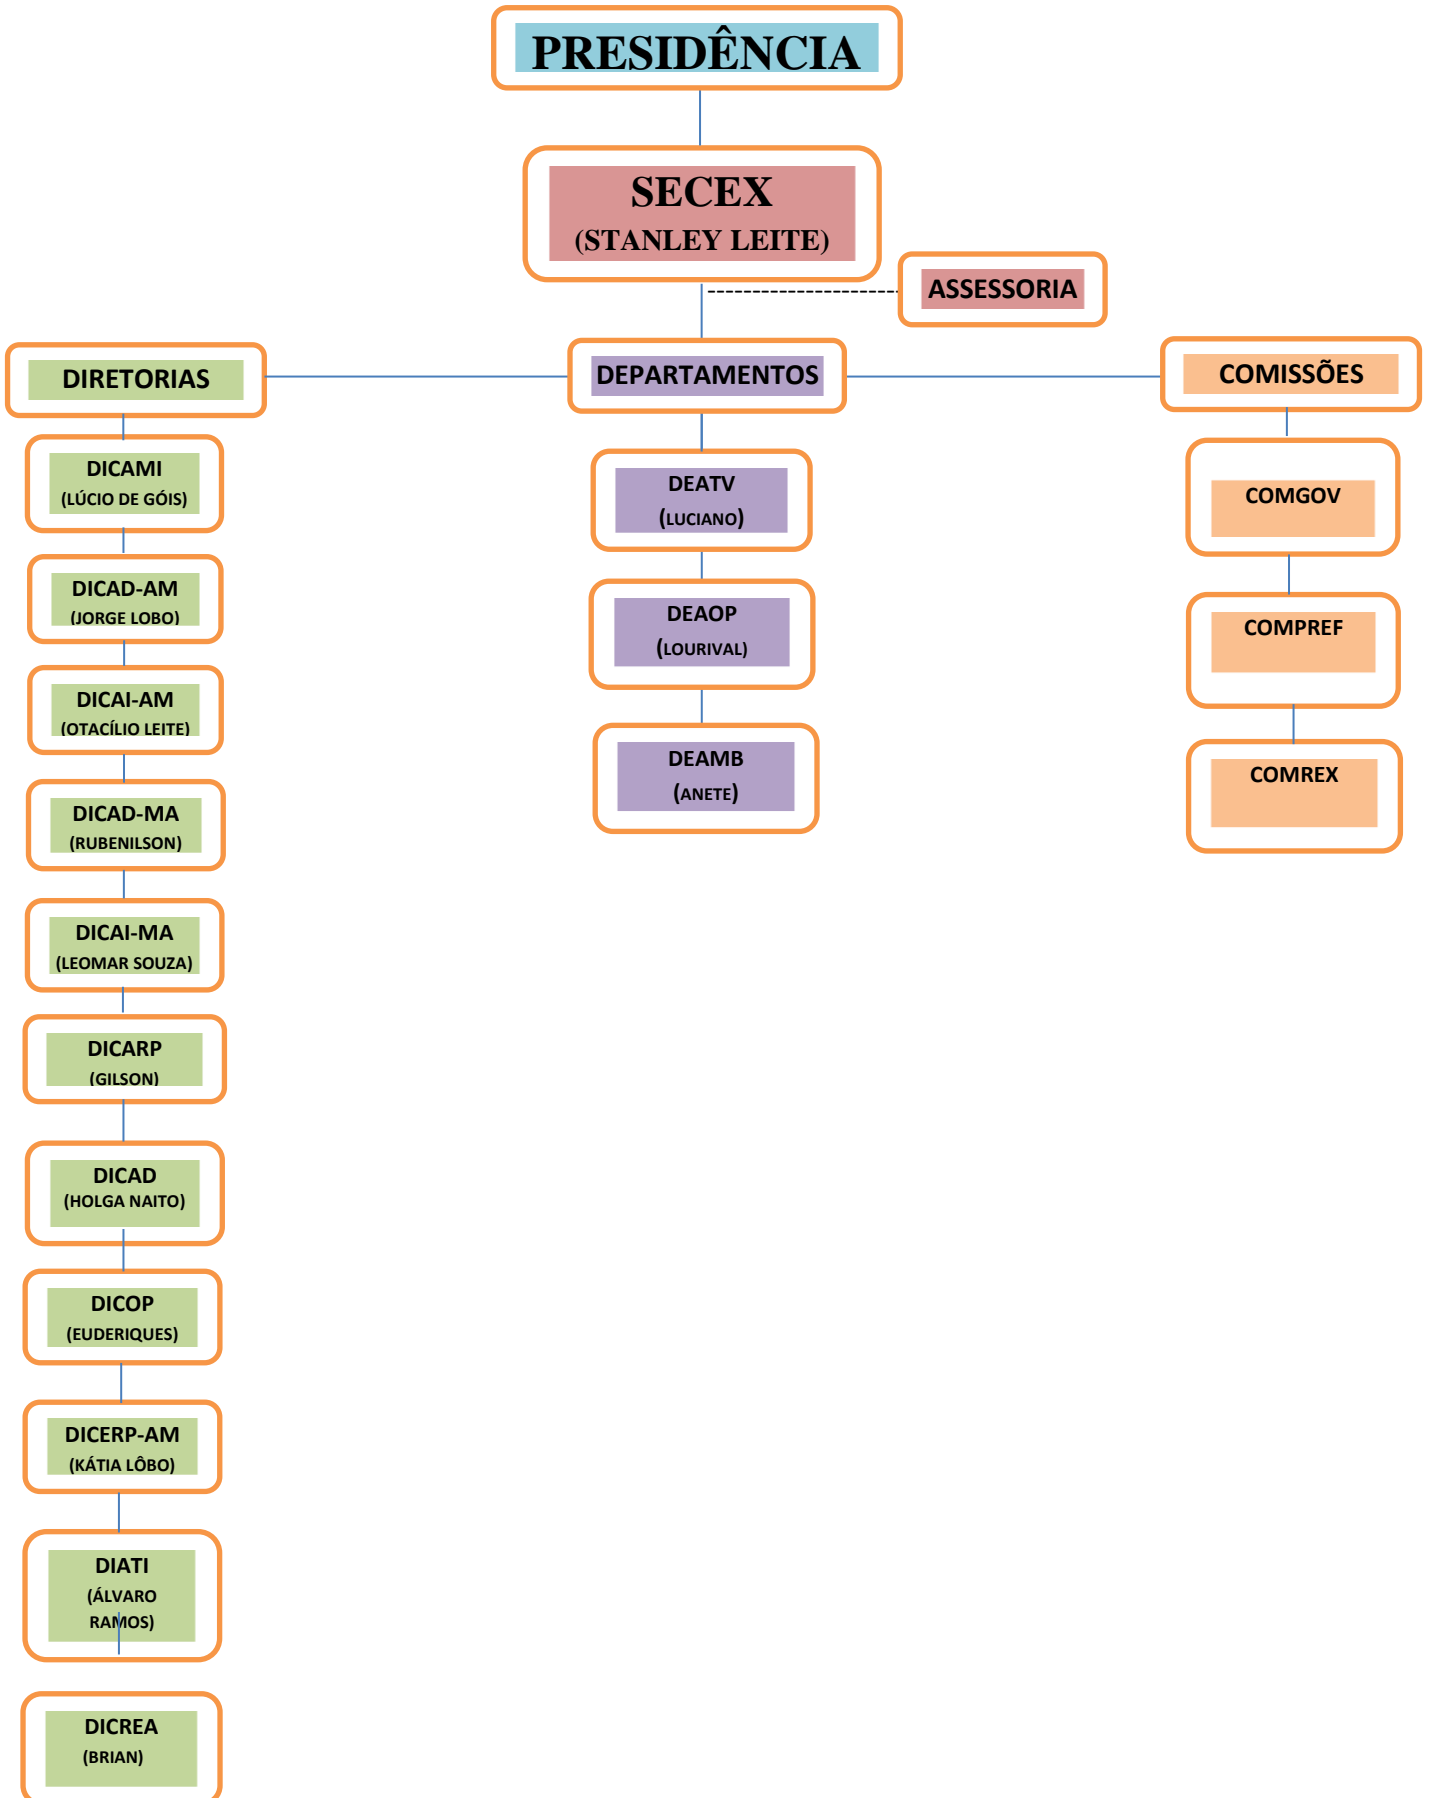 PRESIDÊNCIA
SECEX
(STANLEY LEITE)
ASSESSORIA
DIRETORIAS
DEPARTAMENTOS
COMISSÕES
DICAMI
(LÚCIO DE GÓIS)
DICAD-AM
(JORGE LOBO)
DICAI-AM
(OTACÍLIO LEITE)
DICAD-MA
(RUBENILSON)
DICAI-MA
(LEOMAR SOUZA)
DICARP
(GILSON)
DICAD
(HOLGA NAITO)
DICOP
(EUDERIQUES)
DICERP-AM
(KÁTIA LÔBO)
DIATI
(ÁLVARO
RAMOS)
DICREA
(BRIAN)
DEATV
(LUCIANO)
DEAOP
(LOURIVAL)
DEAMB
(ANETE)
COMGOV
COMPREF
COMREX